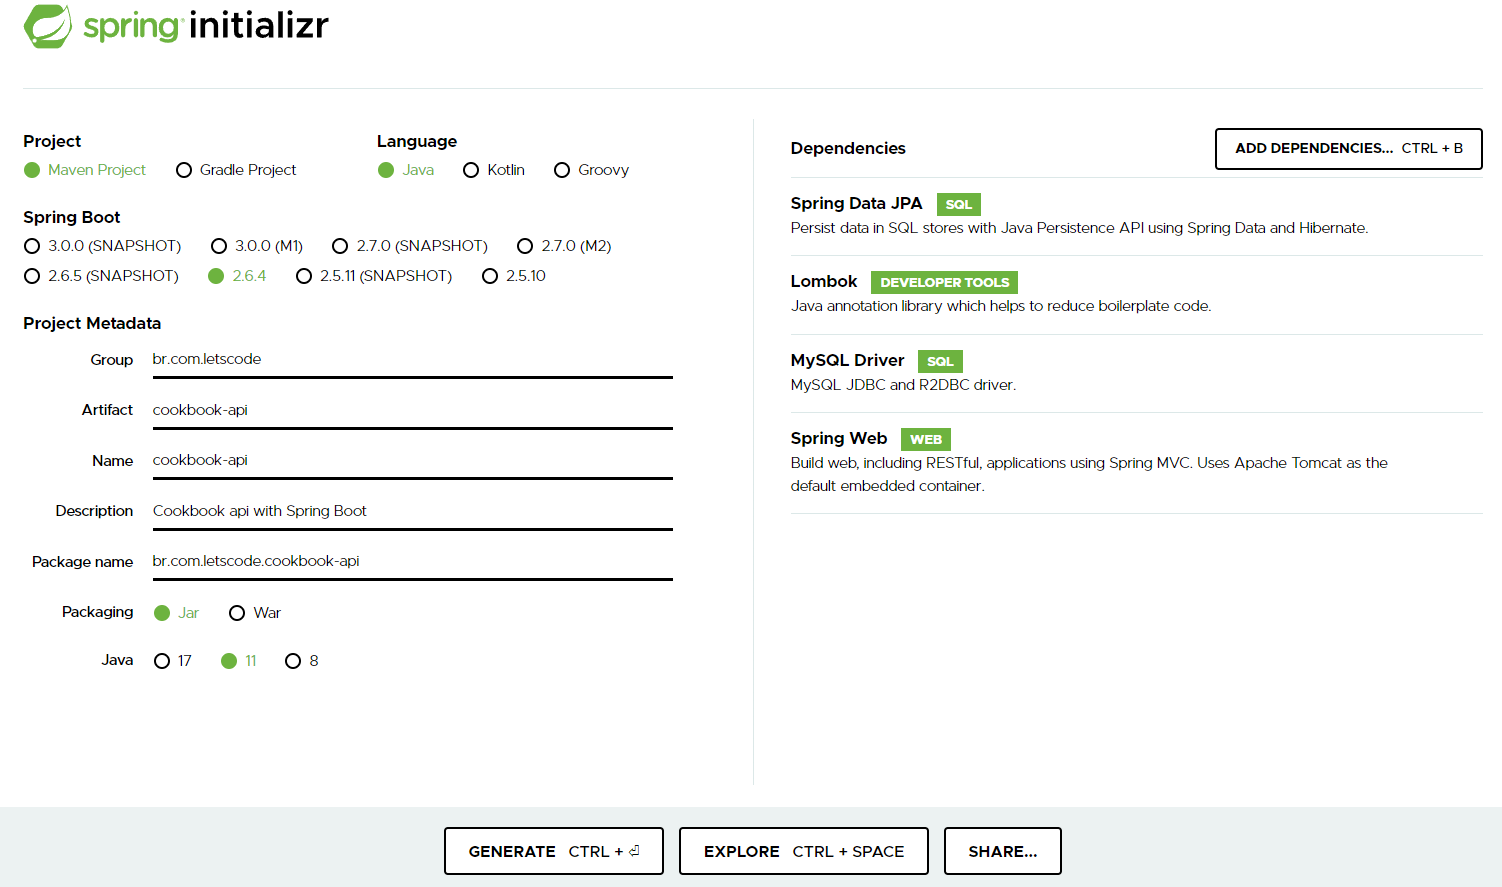 spring initializr
Project
Maven Project Gradle Project
Language
Java Kotlin Groovy
Spring Boot
3.0.0 (SNAPSHOT) 3.0.0 (M1) 2.7.0 (SNAPSHOT) 2.7.0 (M2)
2.6.5 (SNAPSHOT) 2.6.4 2.5.11 (SNAPSHOT) 2.5.10
Project Metadata
Group br.com.letscode
Artifact cookbook-api
Name cookbook-api
Description Cookbook api with Spring Boot
Package name br.com.letscode.cookbook-api
Packaging Jar War
Java 17 11 8
Dependencies
ADD DEPENDENCIES... CTRL + B
Spring Data JPA SQL
Persist data in SQL stores with Java Persistence API using Spring Data and Hibernate.
Lombok DEVELOPER TOOLS
Java annotation library which helps to reduce boilerplate code.
MySQL Driver SQL
MySQL JDBC and R2DBC driver.
Spring Web WEB
Build web, including RESTful, applications using Spring MVC. Uses Apache Tomcat as the
default embedded container.
GENERATE CTRL + ⏎
EXPLORE CTRL + SPACE
SHARE...